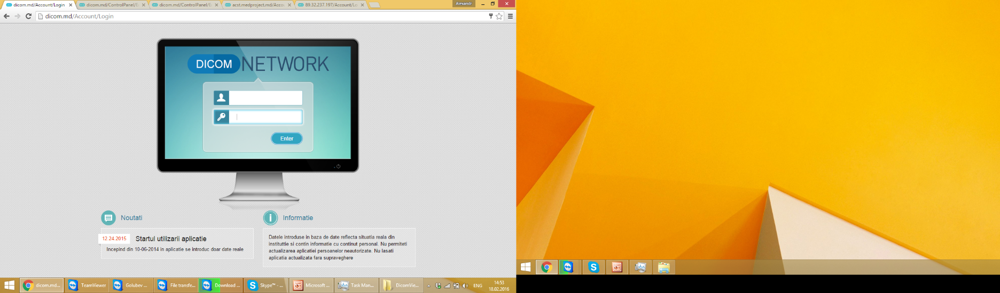 dicom.md/Account/Login
dicom.md/ControlPanel/E
dicom.md/ControlPanel/E
acst.medproject.md/Accou
89.32.237.197/Account/Lo
Alexandr
dicom.md/Account/Login
DICOM NETWORK
Enter
Noutati
12.24.2015
Startul utilizarii aplicatie
Incepind din 10-06-2014 in aplicatie se introduc doar date reale
Informatie
Datele introduse in baza de date reflecta situatia reala din
institutie si contin informatie cu continut personal. Nu permiteti
actualizarea aplicatiei persoanelor neautorizate. Nu lasati
aplicatia actualizata fara supraveghere
dicom.md...
TeamViewer
Golubev ...
File transfe...
Download ...
Skype™ - ...
Microsoft ...
Task Man...
DicomVie...
ENG
14:53
18.02.2016